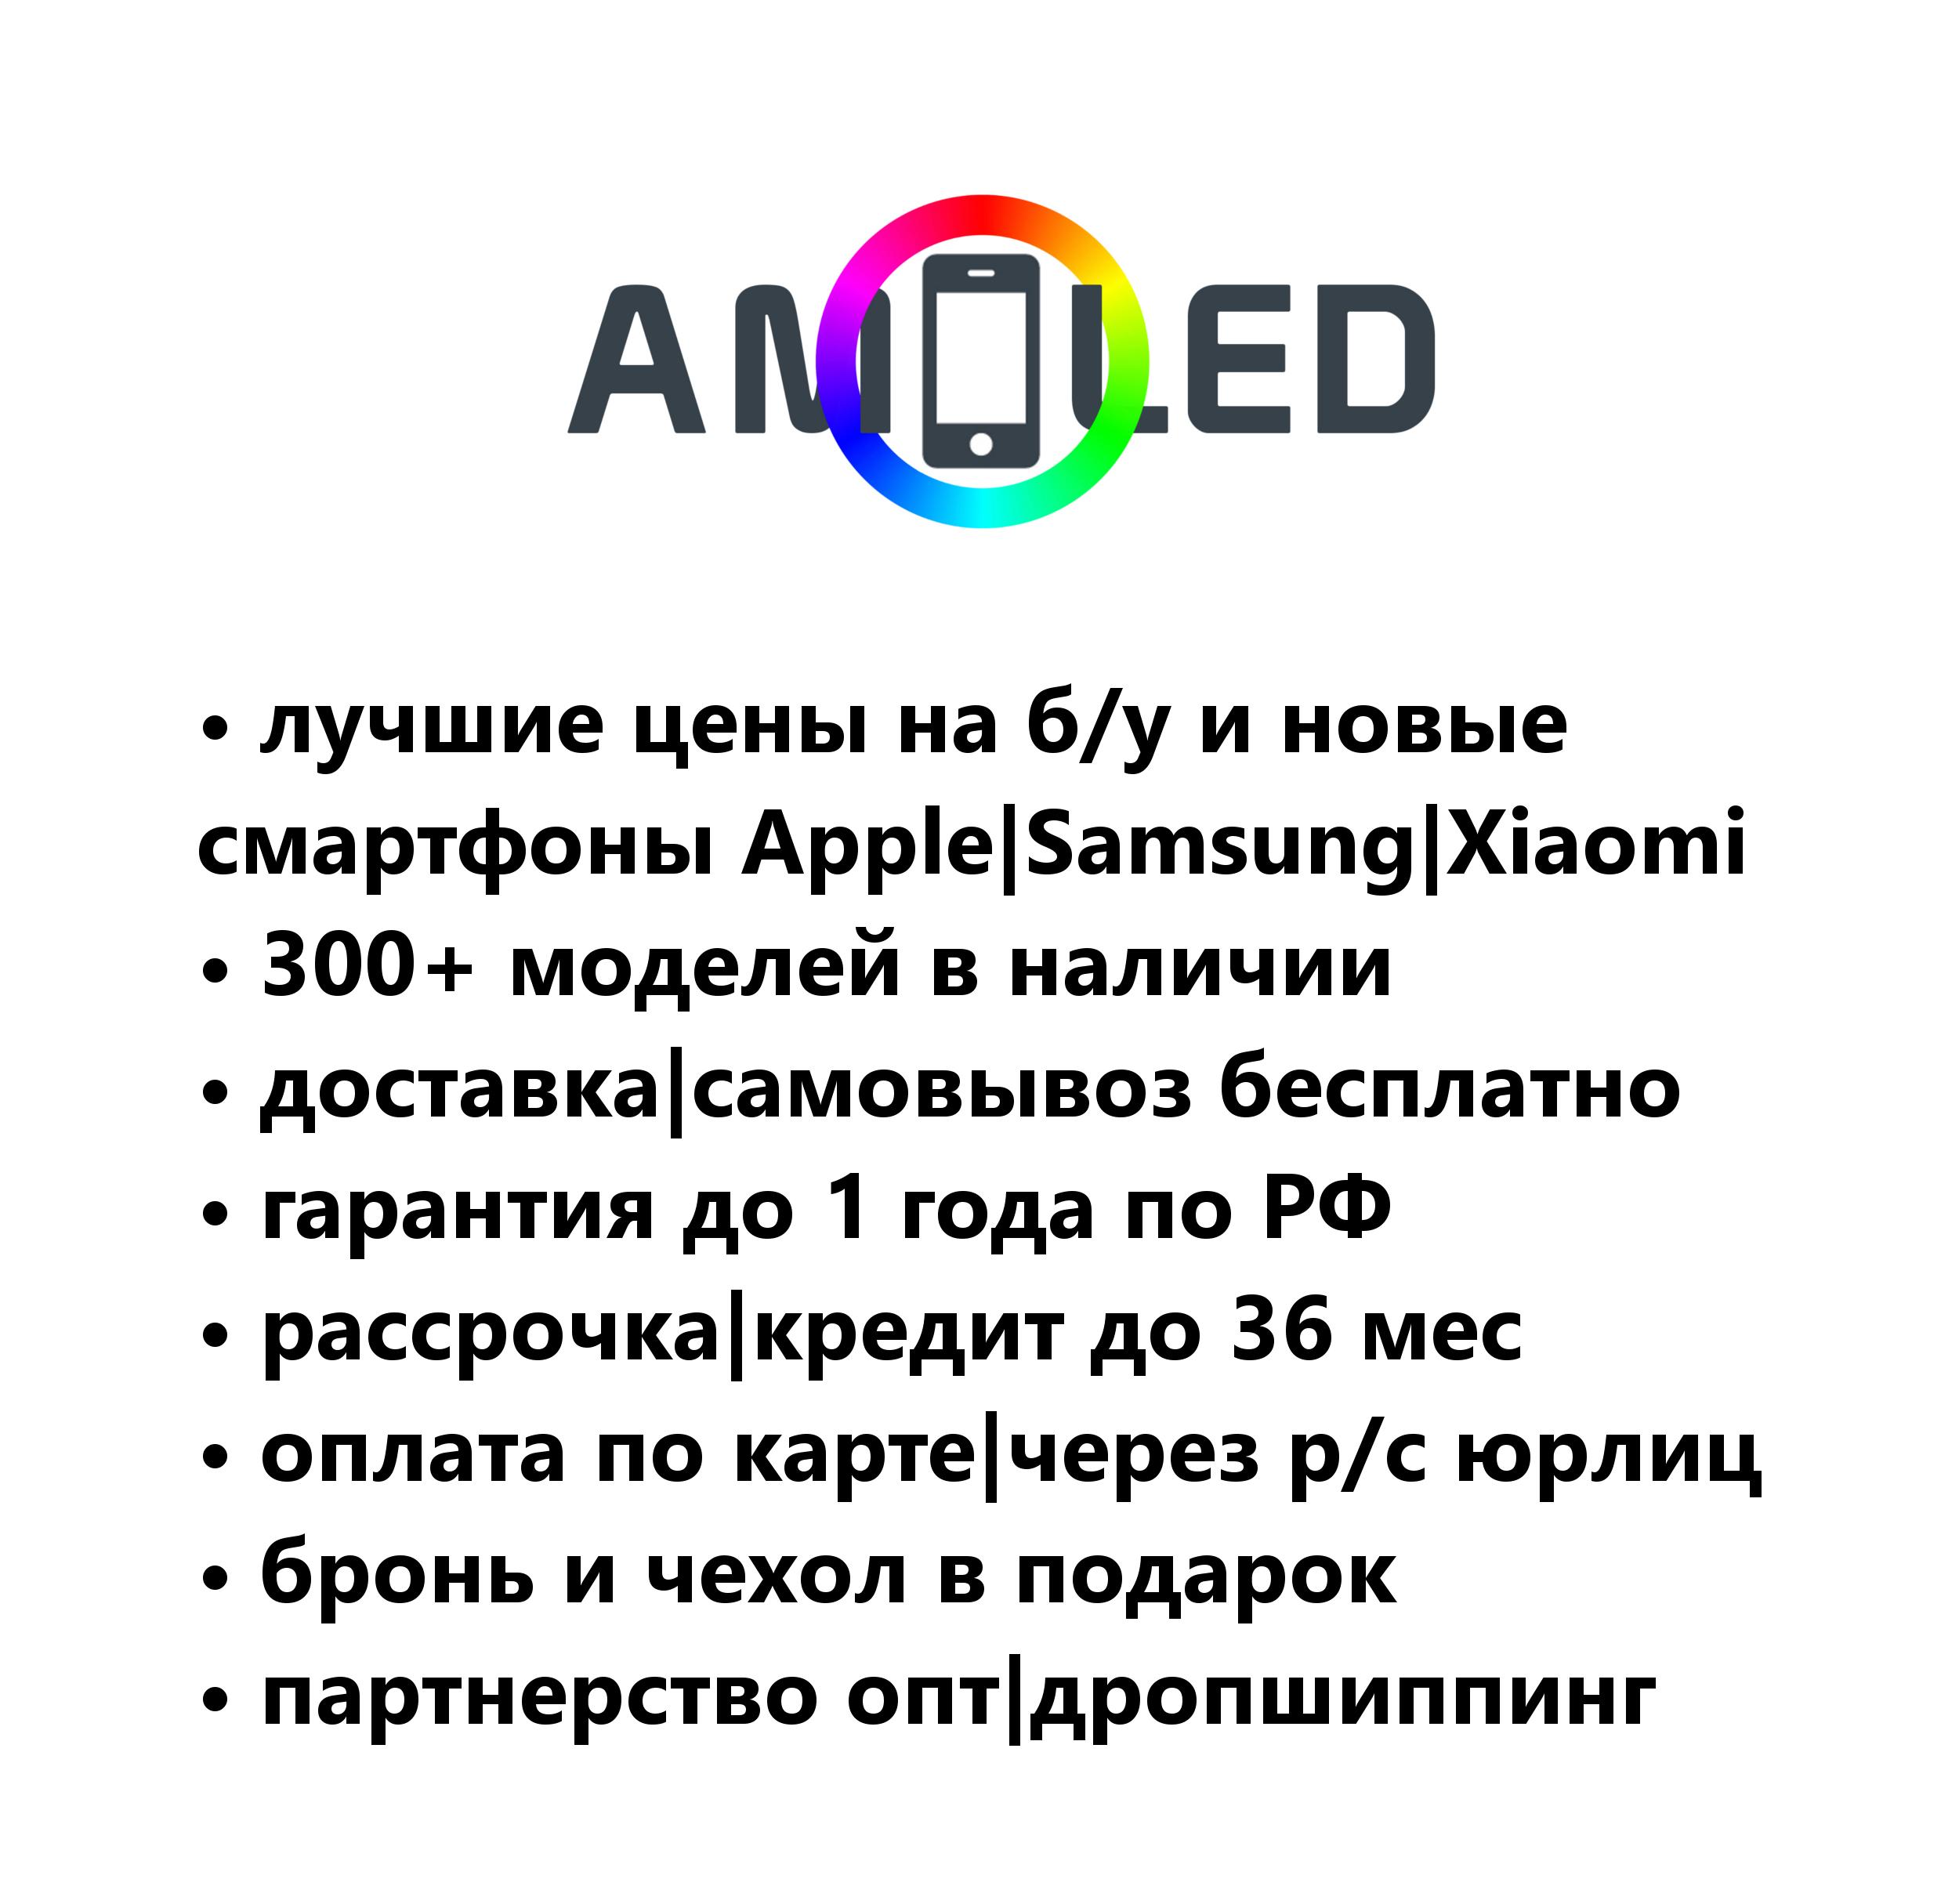 AMOLED
• лучшие цены на б/у и новые
смартфоны Apple|Samsung|Xiaomi
• 300+ моделей в наличии
• доставка|самовывоз бесплатно
• гарантия до 1 года по РФ
• рассрочка|кредит до 36 мес
• оплата по карте|через р/с юрлиц
• бронь и чехол в подарок
• партнерство опт|дропшиппинг